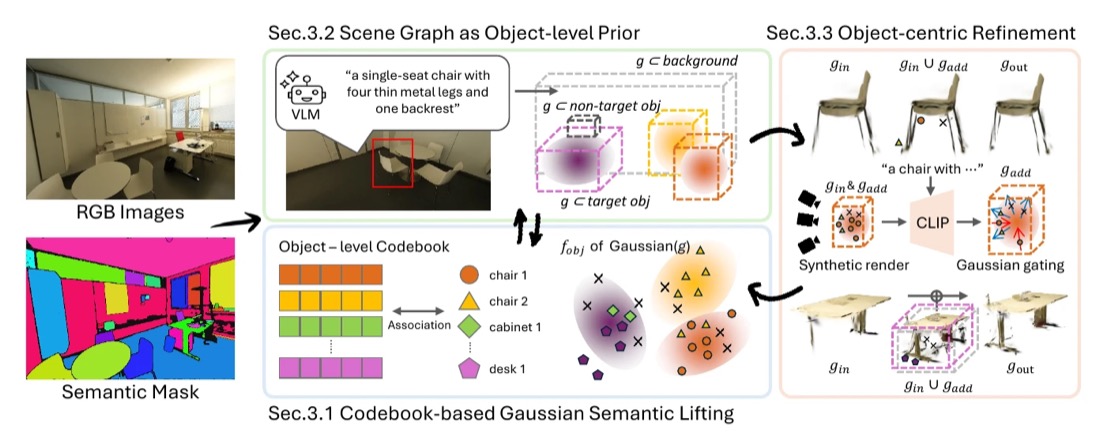 Sec.3.2 Scene Graph as Object-level Prior
Sec.3.3 Object-centric Refinement
RGB Images
Semantic Mask
VLM
“a single-seat chair with
four thin metal legs and
one backrest”
g ⊂ background
g ⊂ non-target obj
g ⊂ target obj
Object – level Codebook
Association
chair 1
chair 2
cabinet 1
desk 1
f_obj of Gaussian(g)
Sec.3.1 Codebook-based Gaussian Semantic Lifting
g_in
g_in ∪ g_add
g_out
“a chair with ⋯”
g_in & g_add
g_add
CLIP
Synthetic render
Gaussian gating
g_in
g_in ∪ g_add
g_out